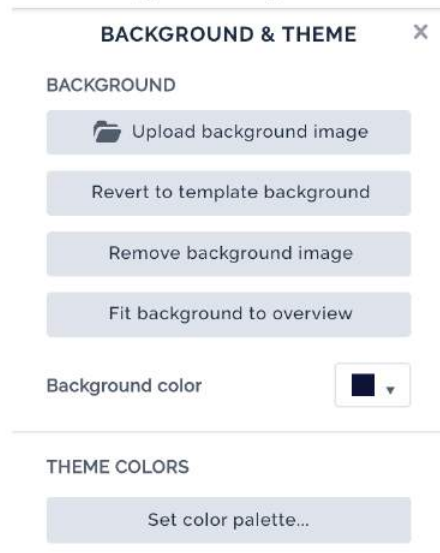 BACKGROUND & THEME
BACKGROUND
Upload background image
Revert to template background
Remove background image
Fit background to overview
Background color
THEME COLORS
Set color palette...